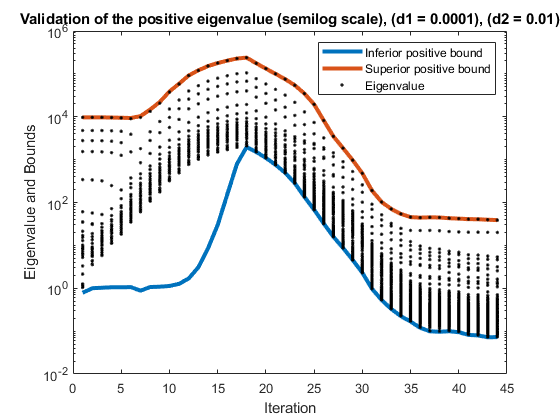 Validation of the positive eigenvalue (semilog scale), (d1 = 0.0001), (d2 = 0.01)
Inferior positive bound
Superior positive bound
Eigenvalue
Eigenvalue and Bounds
10^6
10^4
10^2
10^0
10^-2
0 5 10 15 20 25 30 35 40 45
Iteration